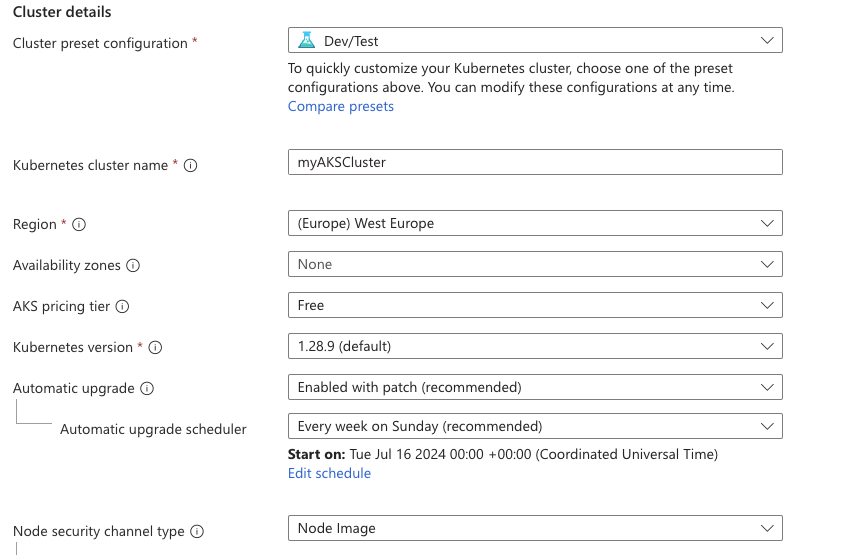 Cluster details
Cluster preset configuration *
Dev/Test
To quickly customize your Kubernetes cluster, choose one of the preset
configurations above. You can modify these configurations at any time.
Compare presets
Kubernetes cluster name *
myAKSCluster
Region *
(Europe) West Europe
Availability zones
None
AKS pricing tier
Free
Kubernetes version *
1.28.9 (default)
Automatic upgrade
Enabled with patch (recommended)
Automatic upgrade scheduler
Every week on Sunday (recommended)
Start on: Tue Jul 16 2024 00:00 +00:00 (Coordinated Universal Time)
Edit schedule
Node security channel type
Node Image